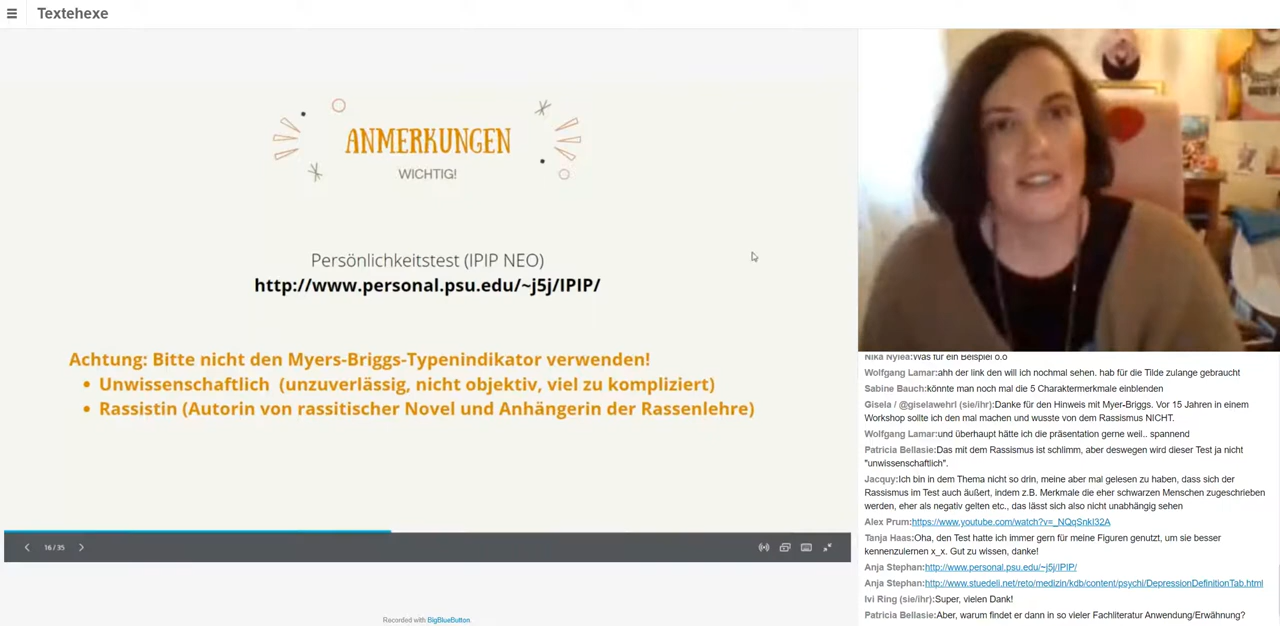 Textehexe
ANMERKUNGEN
WICHTIG!
Persönlichkeitstest (IPIP NEO)
http://www.personal.psu.edu/~j5j/IPIP/
Achtung: Bitte nicht den Myers-Briggs-Typenindikator verwenden!
• Unwissenschaftlich (unzuverlässig, nicht objektiv, viel zu kompliziert)
• Rassistin (Autorin von rassitischer Novel und Anhängerin der Rassenlehre)
16/35
Recorded with BigBlueButton.
Nika Nylea:Was für ein Beispiel o.o
Wolfgang Lamar:ahh der link den will ich nochmal sehen. hab für die Tilde zulange gebraucht
Sabine Bauch:könnte man noch mal die 5 Charaktermerkmale einblenden
Gisela / @giselawehrl (sie/ihr):Danke für den Hinweis mit Myer-Briggs. Vor 15 Jahren in einem
Workshop sollte ich den mal machen und wusste von dem Rassismus NICHT.
Wolfgang Lamar:und überhaupt hätte ich die präsentation gerne weil.. spannend
Patricia Bellasie:Das mit dem Rassismus ist schlimm, aber deswegen wird dieser Test ja nicht
"unwissenschaftlich".
Jacquy:Ich bin in dem Thema nicht so drin, meine aber mal gelesen zu haben, dass sich der
Rassismus im Test auch äußert, indem z.B. Merkmale die eher schwarzen Menschen zugeschrieben
werden, eher als negativ gelten etc., das lässt sich also nicht unabhängig sehen
Alex Prum:https://www.youtube.com/watch?v=_NQqSnkI32A
Tanja Haas:Oha, den Test hatte ich immer gern für meine Figuren genutzt, um sie besser
kennenzulernen x_x. Gut zu wissen, danke!
Anja Stephan:http://www.personal.psu.edu/~j5j/IPIP/
Anja Stephan:http://www.stuedeli.net/reto/medizin/kdb/content/psychi/DepressionDefinitionTab.html
Ivi Ring (sie/ihr):Super, vielen Dank!
Patricia Bellasie:Aber, warum findet er dann in so vieler Fachliteratur Anwendung/Erwähnung?